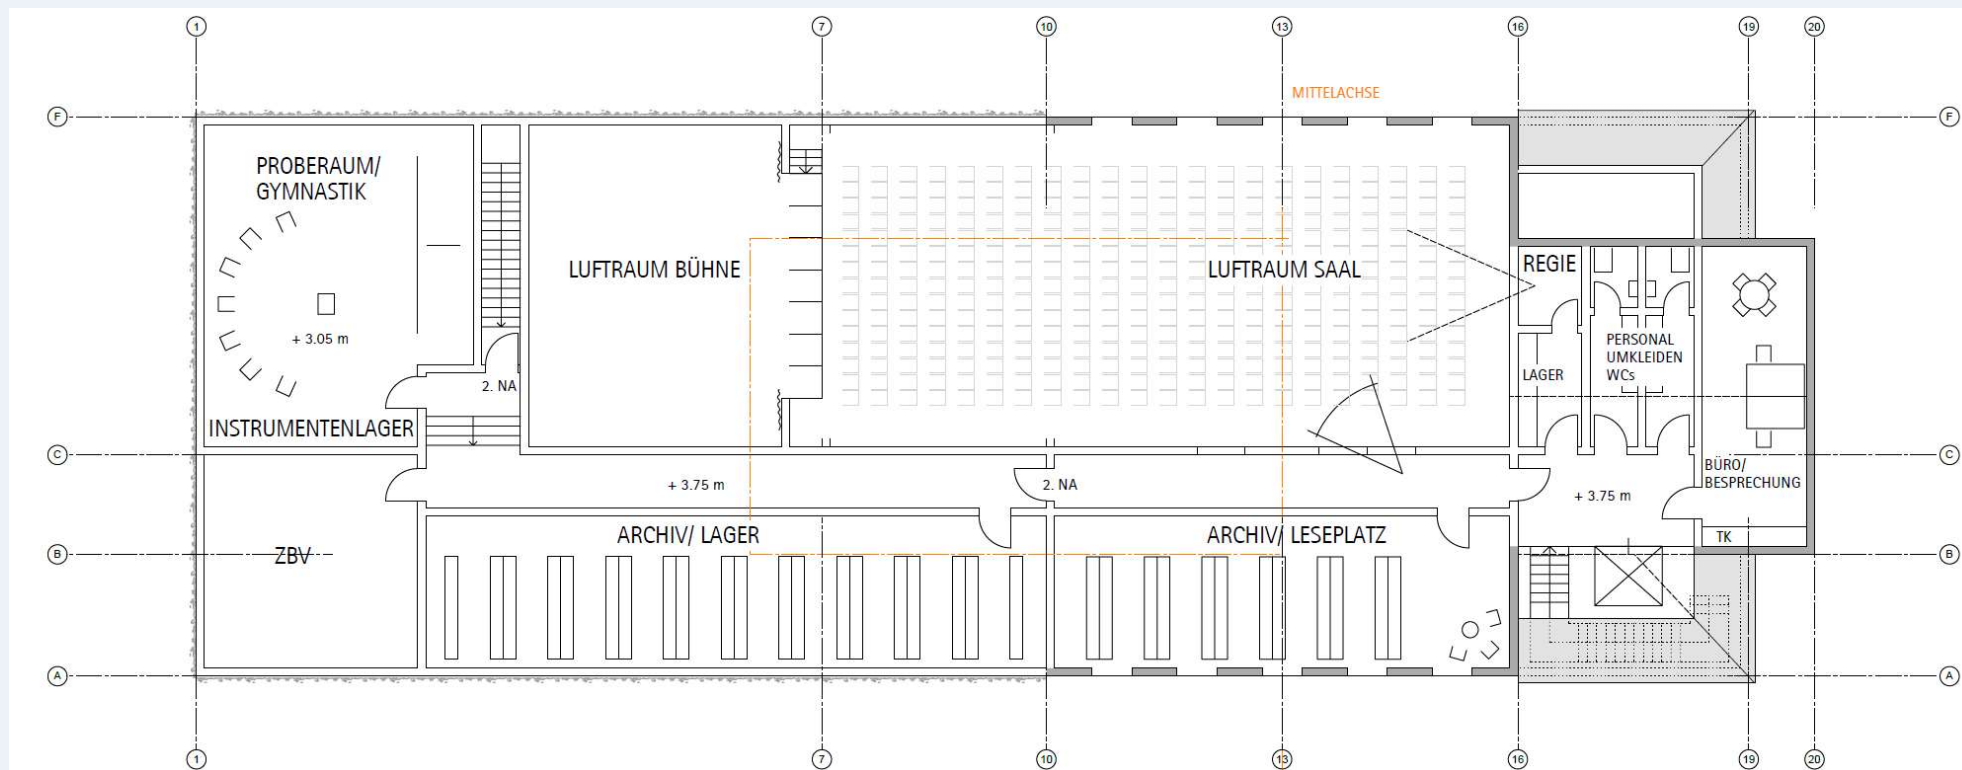 1
7
10
13
16
19
20
MITTELACHSE
F
F
PROBERAUM/
GYMNASTIK
LUFTRAUM BÜHNE
LUFTRAUM SAAL
REGIE
+ 3.05 m
PERSONAL
UMKLEIDEN
WCs
LAGER
2. NA
INSTRUMENTENLAGER
C
C
BÜRO/
BESPRECHUNG
+ 3.75 m
2. NA
+ 3.75 m
ARCHIV/ LAGER
ARCHIV/ LESEPLATZ
TK
B
ZBV
B
A
A
1
7
10
13
16
19
20